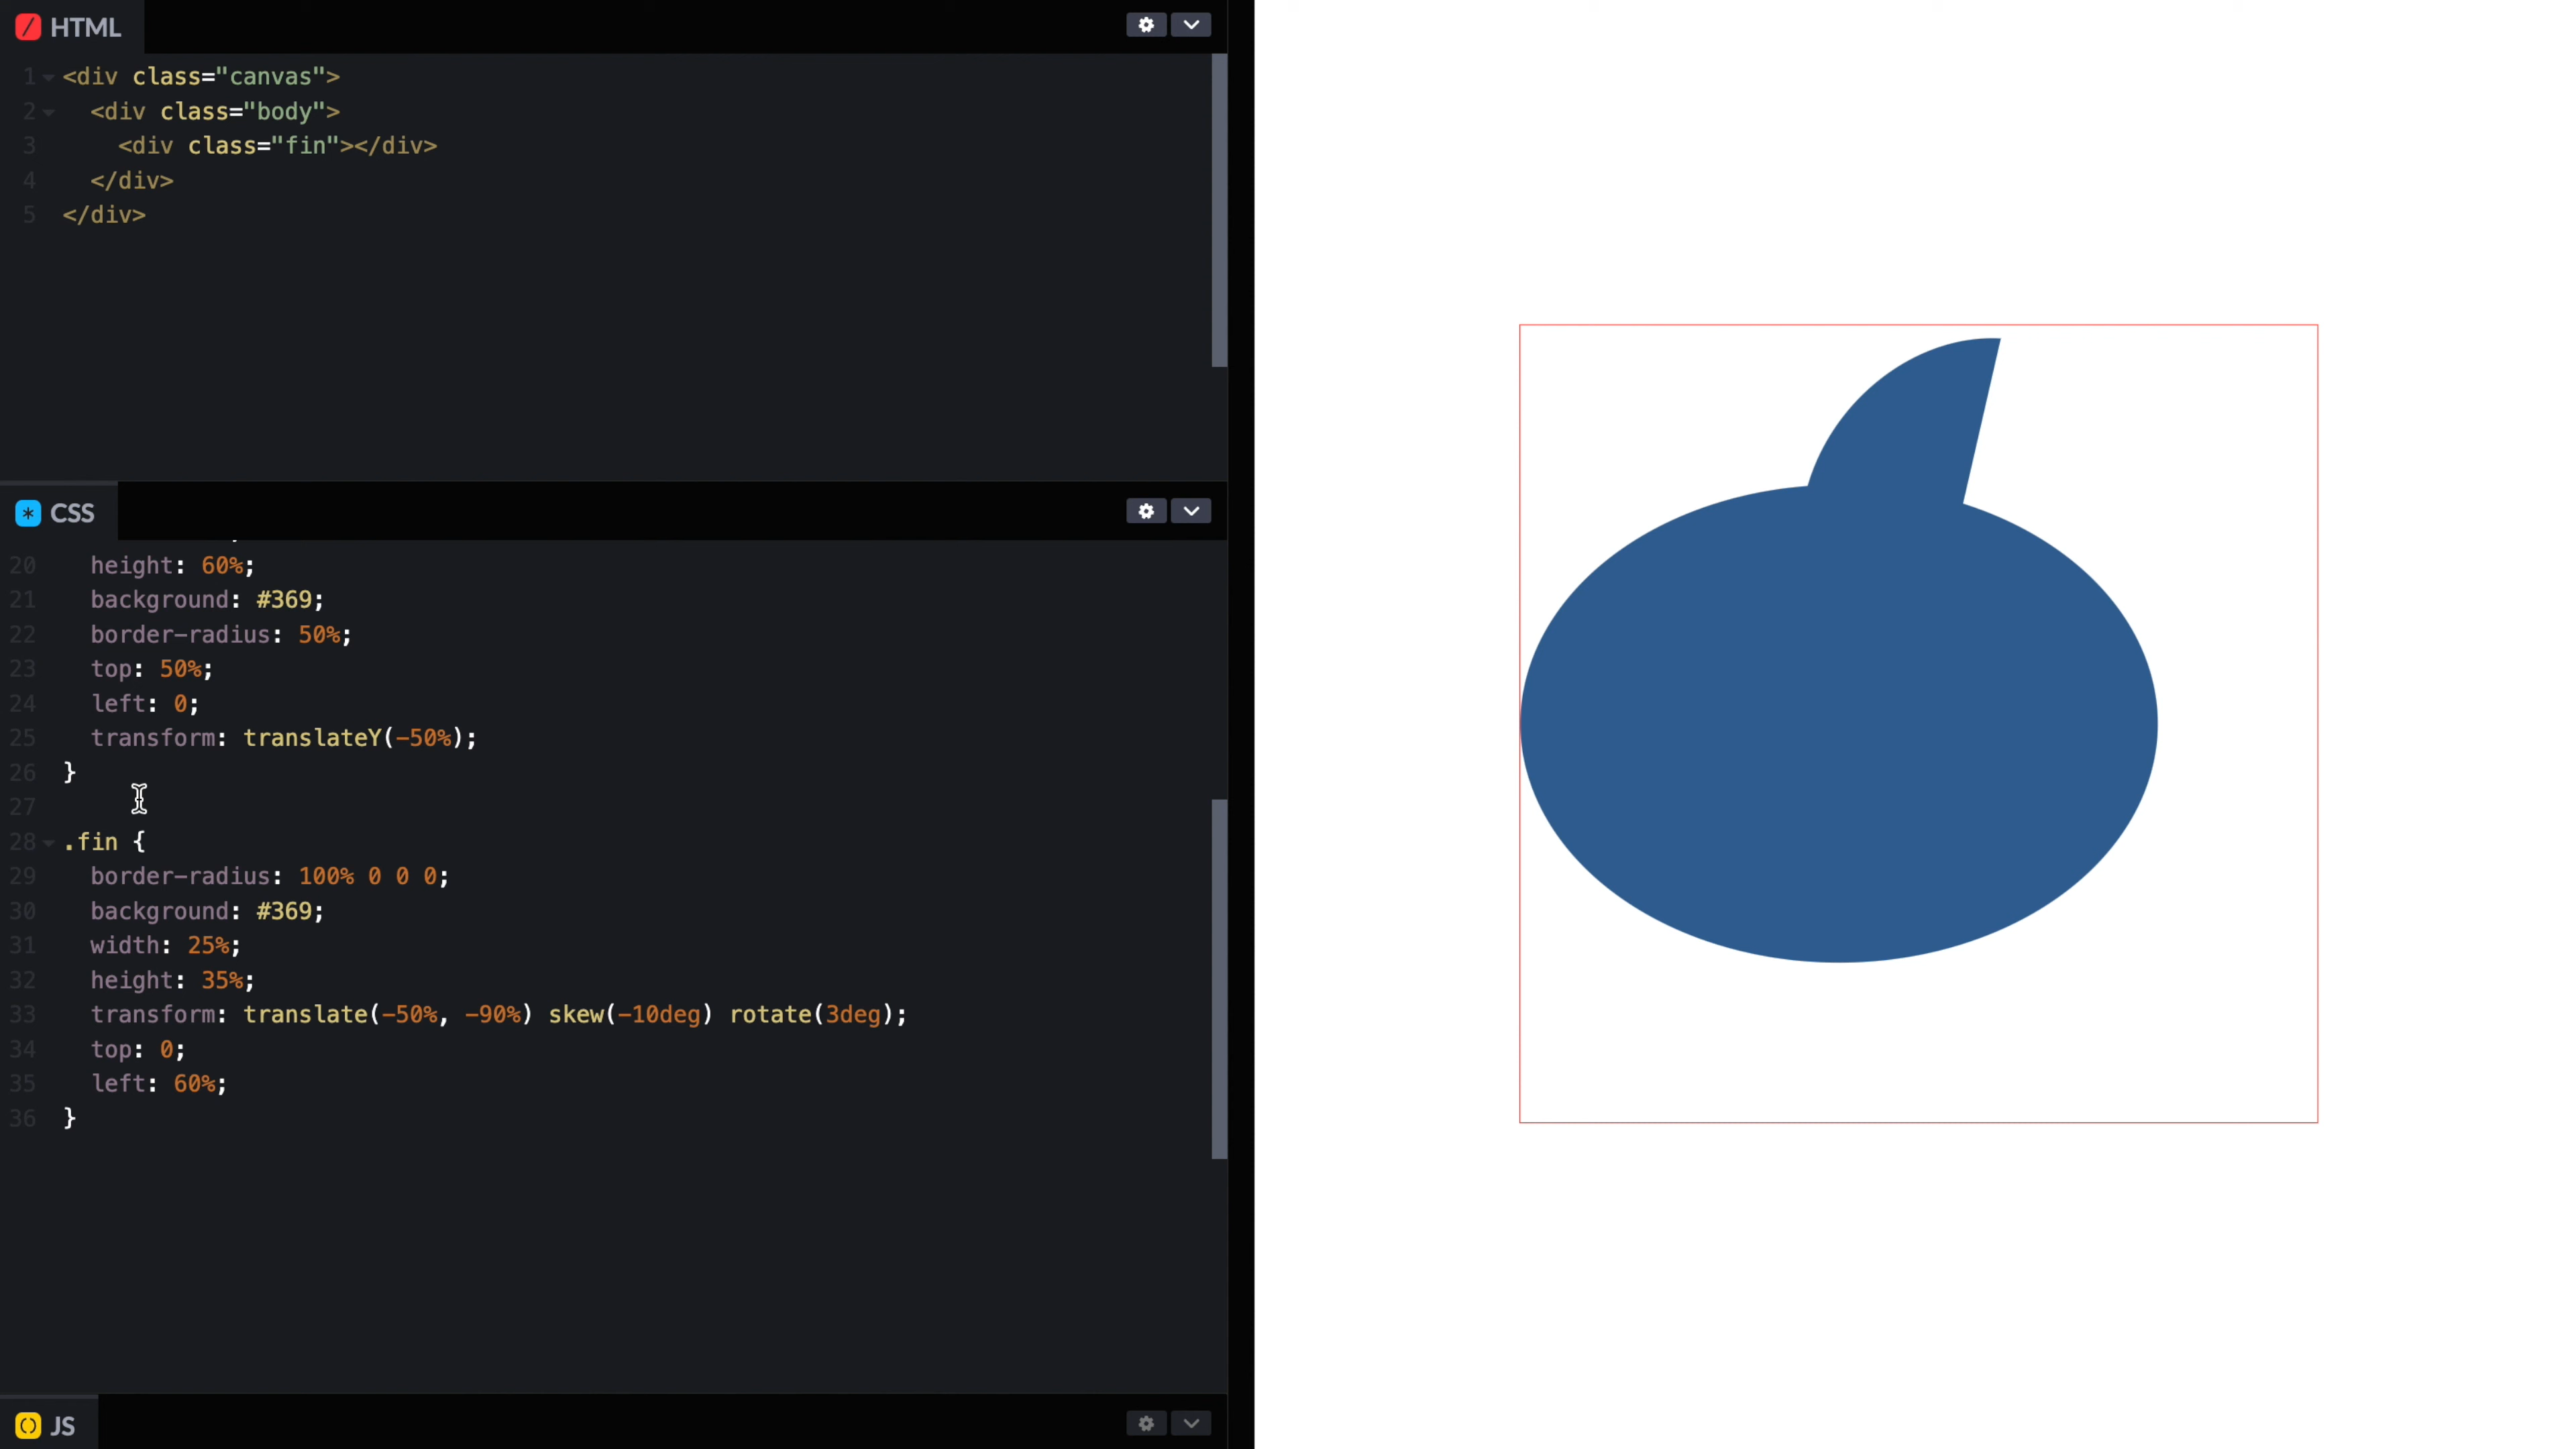 HTML
1 <div class="canvas">
2 <div class="body">
3 <div class="fin"></div>
4 </div>
5 </div>
CSS
20 height: 60%;
21 background: #369;
22 border-radius: 50%;
23 top: 50%;
24 left: 0;
25 transform: translateY(-50%);
26 }
27
28 .fin {
29 border-radius: 100% 0 0 0;
30 background: #369;
31 width: 25%;
32 height: 35%;
33 transform: translate(-50%, -90%) skew(-10deg) rotate(3deg);
34 top: 0;
35 left: 60%;
36 }
JS